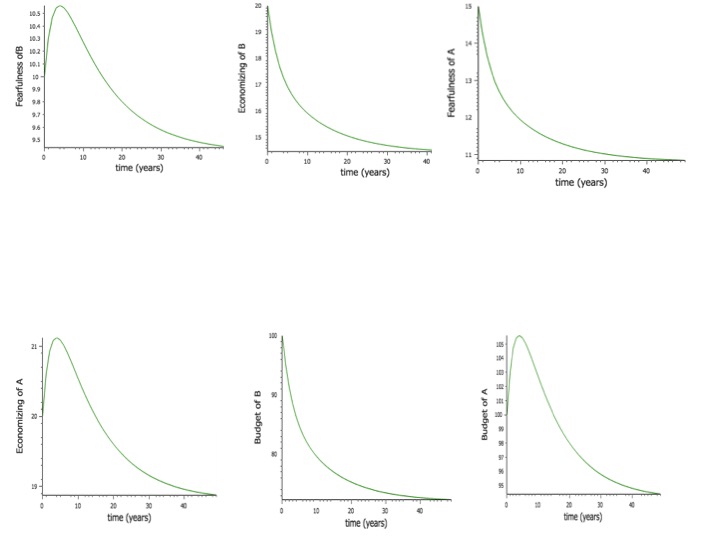 Fearfulness ofB
10.5
10.4
10.3
10.2
10.1
10
9.9
9.8
9.7
9.6
9.5
0 10 20 30 40
time (years)
Economizing of B
20
19
18
17
16
15
0 10 20 30 40
time (years)
Fearfulness of A
15
14
13
12
11
0 10 20 30 40
time (years)
Economizing of A
21
20
19
0 10 20 30 40
time (years)
Budget of B
100
90
80
0 10 20 30 40
time (years)
Budget of A
105
104
103
102
101
100
99
98
97
96
95
0 10 20 30 40
time (years)